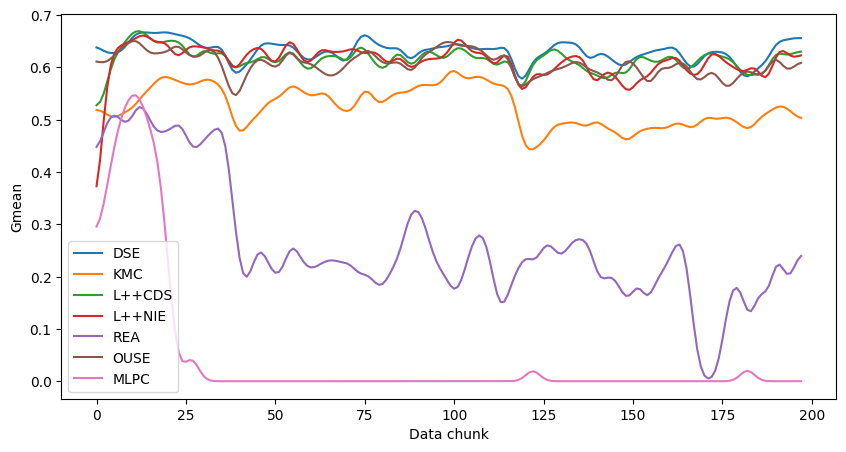 0.7
0.6
0.5
0.4
0.3
0.2
0.1
0.0
Gmean
DSE
KMC
L++CDS
L++NIE
REA
OUSE
MLPC
0 25 50 75 100 125 150 175 200
Data chunk